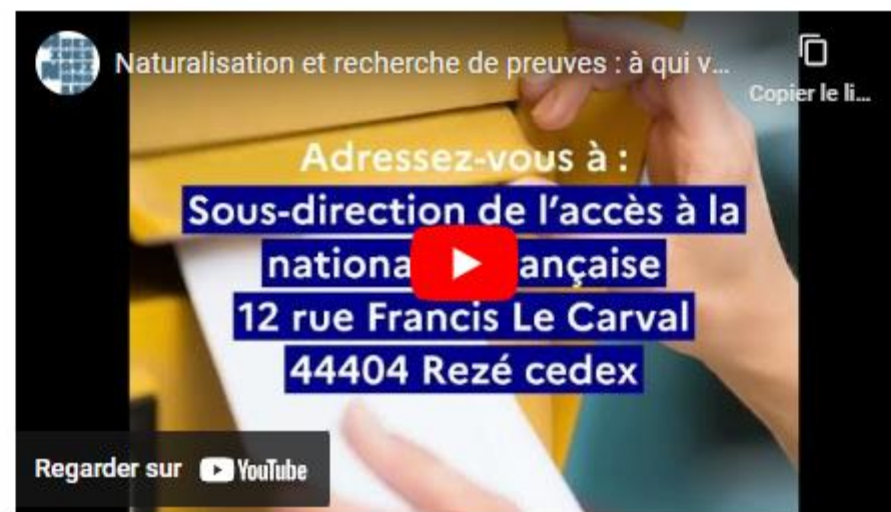 Naturalisation et recherche de preuves : à qui v...
Copier le li...
Adressez-vous à :
Sous-direction de l'accès à la
nationa ançaise
12 rue Francis Le Carval
44404 Rezé cedex
Regarder sur YouTube